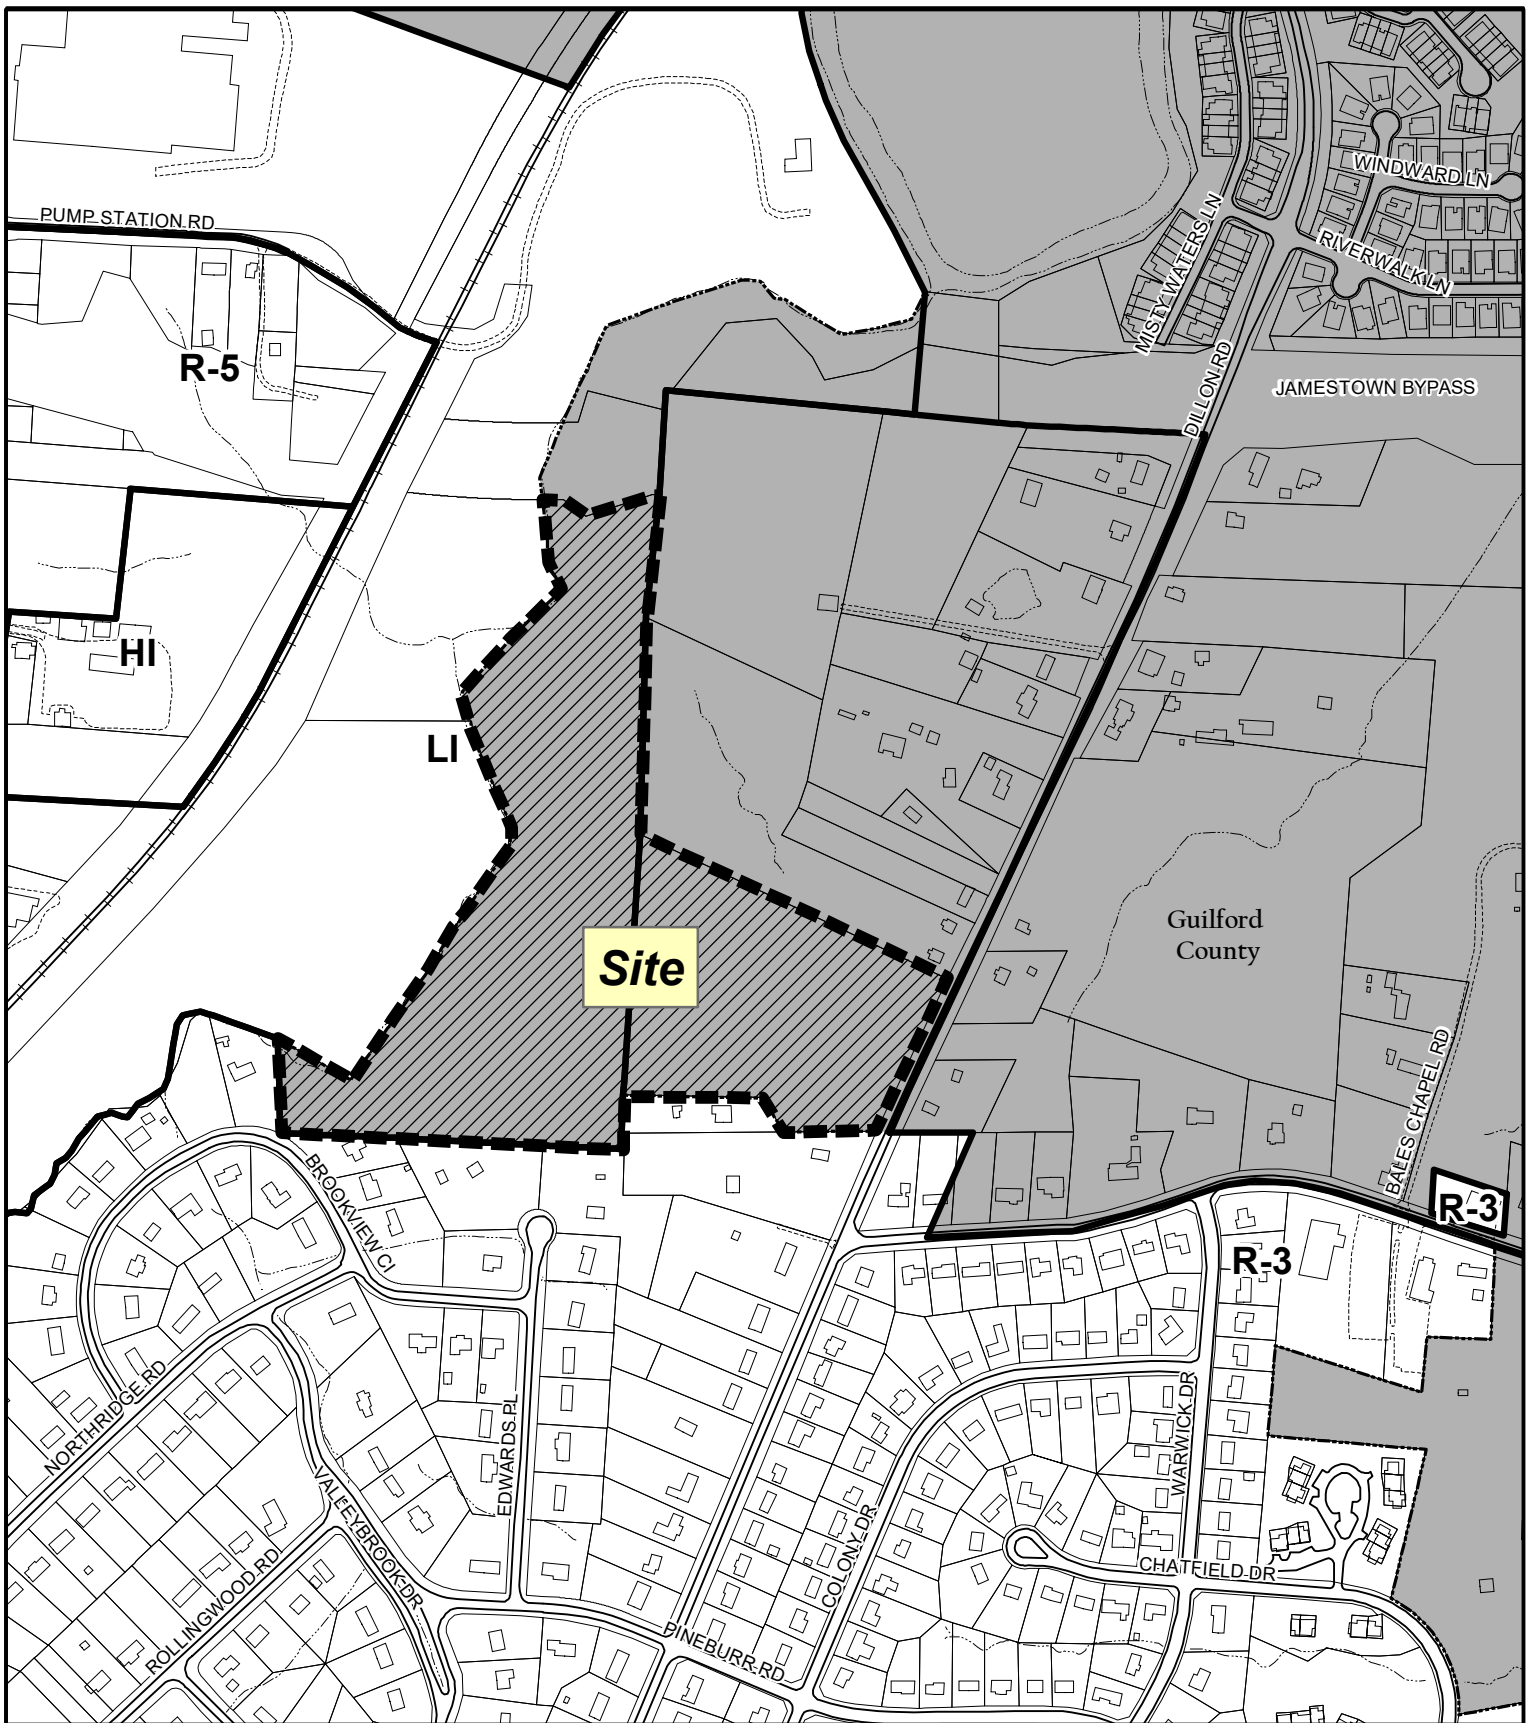 WINDWARD LN
PUMP STATION RD
RIVERWALK LN
MISTY WATERS LN
R-5
DILLON RD
JAMESTOWN BYPASS
HI
LI
Guilford
County
Site
BALES CHAPEL RD
BROOKVIEW CI
R-3
R-3
NORTHRIDGE RD
WARWICK DR
EDWARDS PL
VALLEYBROOK DR
COLONY DR
CHATFIELD DR
ROLLINGWOOD RD
PINEBURR RD